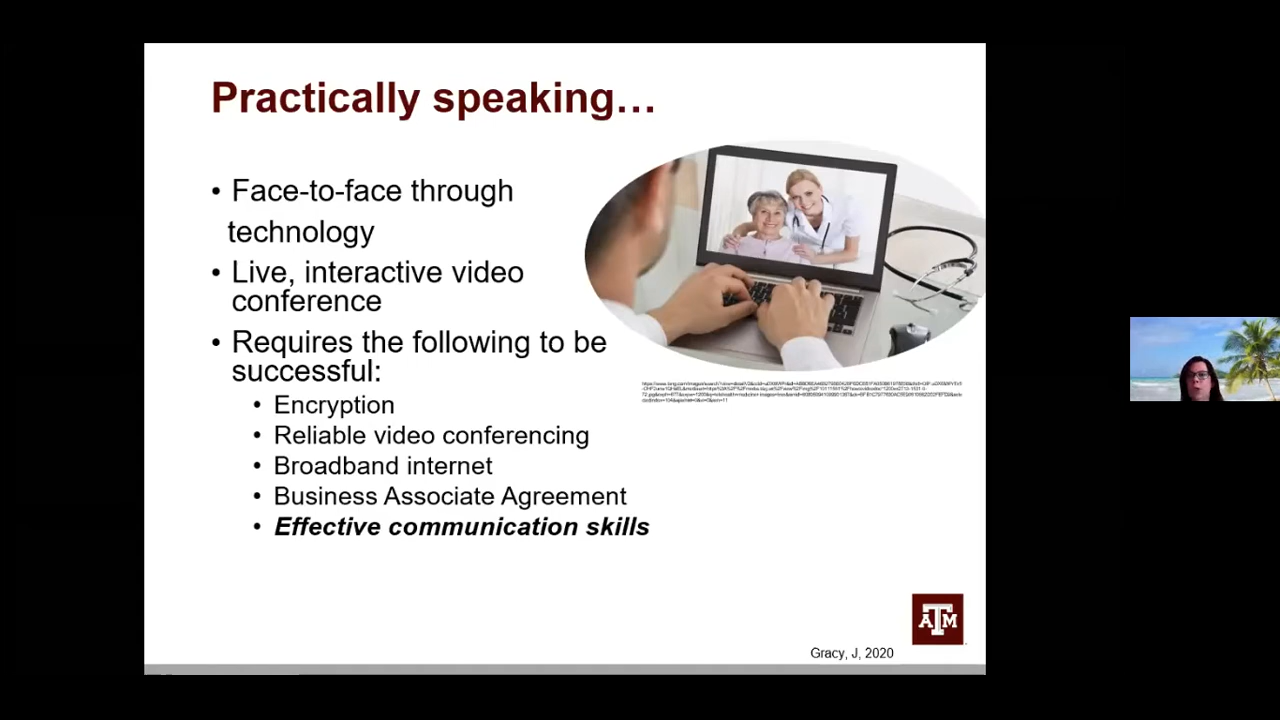 Practically speaking…
• Face-to-face through
technology
• Live, interactive video
conference
• Requires the following to be
successful:
• Encryption
• Reliable video conferencing
• Broadband internet
• Business Associate Agreement
• Effective communication skills
ATM
Gracy, J, 2020